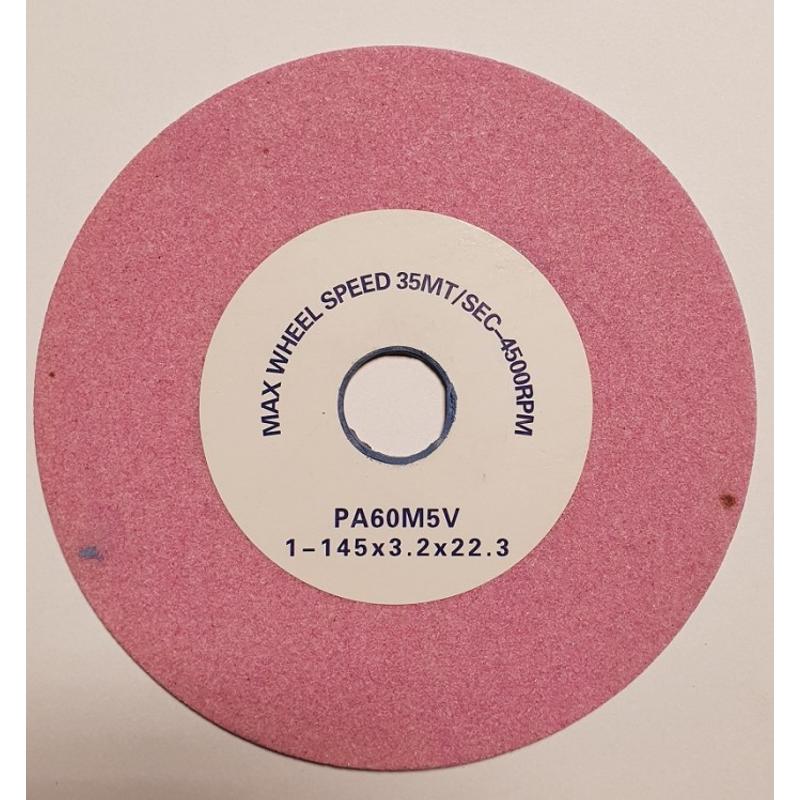 MAX WHEEL SPEED 35MT/SEC–4500RPM
PA60M5V
1–145x3.2x22.3